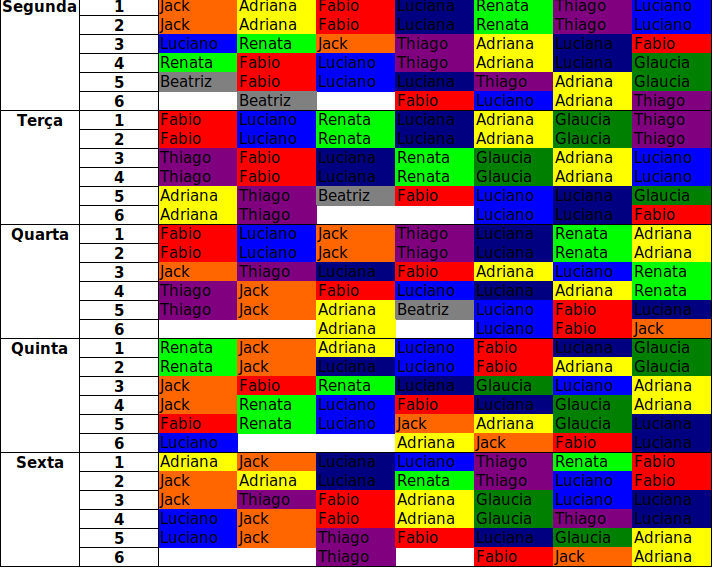 Segunda 1 Jack Adriana Fabio Luciana Renata Thiago Luciano
2 Jack Adriana Fabio Luciana Renata Thiago Luciano
3 Luciano Renata Jack Thiago Adriana Luciana Fabio
4 Renata Fabio Luciano Thiago Adriana Luciana Glaucia
5 Beatriz Fabio Luciano Luciana Thiago Adriana Glaucia
6 Beatriz Fabio Luciano Adriana Thiago
Terça 1 Fabio Luciano Renata Luciana Adriana Glaucia Thiago
2 Fabio Luciano Renata Luciana Adriana Glaucia Thiago
3 Thiago Fabio Luciana Renata Glaucia Adriana Luciano
4 Thiago Fabio Luciana Renata Glaucia Adriana Luciano
5 Adriana Thiago Beatriz Fabio Luciano Luciana Glaucia
6 Adriana Thiago Luciano Luciana Fabio
Quarta 1 Fabio Luciano Jack Thiago Luciana Renata Adriana
2 Fabio Luciano Jack Thiago Luciana Renata Adriana
3 Jack Thiago Luciana Fabio Adriana Luciano Renata
4 Thiago Jack Fabio Luciano Luciana Adriana Renata
5 Thiago Jack Adriana Beatriz Luciano Fabio Luciana
6 Adriana Luciano Fabio Jack
Quinta 1 Renata Jack Adriana Luciano Fabio Luciana Glaucia
2 Renata Jack Luciana Luciano Fabio Adriana Glaucia
3 Jack Fabio Renata Luciana Glaucia Luciano Adriana
4 Jack Renata Luciano Fabio Luciana Glaucia Adriana
5 Fabio Renata Luciano Jack Adriana Glaucia Luciana
6 Luciano Adriana Jack Fabio Luciana
Sexta 1 Adriana Jack Luciana Luciano Thiago Renata Fabio
2 Jack Adriana Luciana Renata Thiago Luciano Fabio
3 Jack Thiago Fabio Adriana Glaucia Luciano Luciana
4 Luciano Jack Fabio Adriana Glaucia Thiago Luciana
5 Luciano Jack Thiago Fabio Luciana Glaucia Adriana
6 Thiago Fabio Jack Adriana